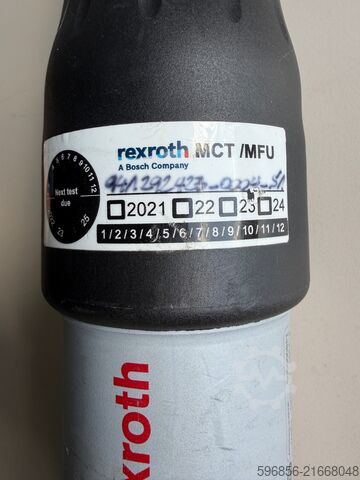 rexroth MCT /MFU
A Bosch Company
Next test
due
2021 22 23 24
1/2/3/4/5/6/7/8/9/10/11/12
xroth
596856-21668048